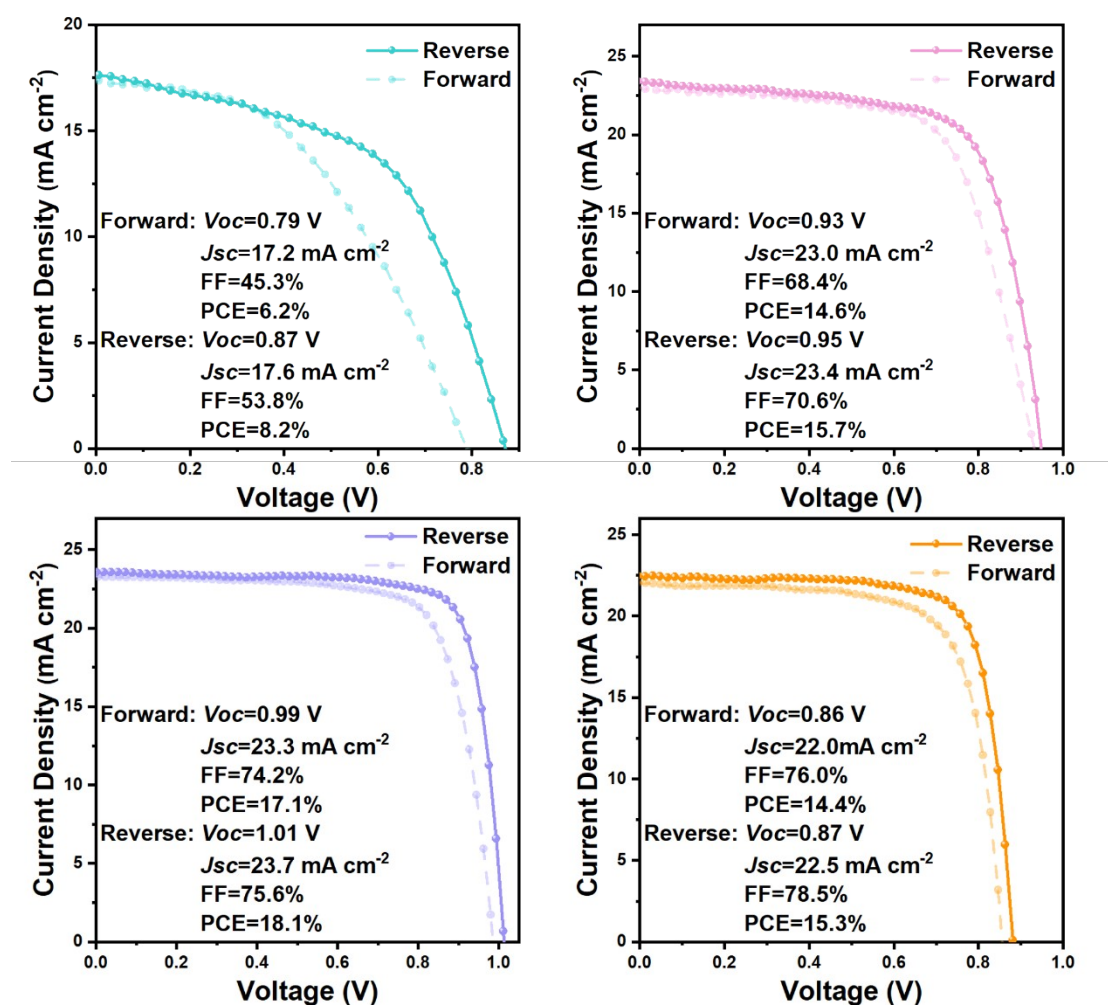 Reverse
Forward
20
15
10
5
0
Current Density (mA cm-2)
Forward: Voc=0.79 V
Jsc=17.2 mA cm-2
FF=45.3%
PCE=6.2%
Reverse: Voc=0.87 V
Jsc=17.6 mA cm-2
FF=53.8%
PCE=8.2%
0.0 0.2 0.4 0.6 0.8
Voltage (V)
Reverse
Forward
25
20
15
10
5
0
Current Density (mA cm-2)
Forward: Voc=0.93 V
Jsc=23.0 mA cm-2
FF=68.4%
PCE=14.6%
Reverse: Voc=0.95 V
Jsc=23.4 mA cm-2
FF=70.6%
PCE=15.7%
0.0 0.2 0.4 0.6 0.8 1.0
Voltage (V)
Reverse
Forward
25
20
15
10
5
0
Current Density (mA cm-2)
Forward: Voc=0.99 V
Jsc=23.3 mA cm-2
FF=74.2%
PCE=17.1%
Reverse: Voc=1.01 V
Jsc=23.7 mA cm-2
FF=75.6%
PCE=18.1%
0.0 0.2 0.4 0.6 0.8 1.0
Voltage (V)
Reverse
Forward
25
20
15
10
5
0
Current Density (mA cm-2)
Forward: Voc=0.86 V
Jsc=22.0mA cm-2
FF=76.0%
PCE=14.4%
Reverse: Voc=0.87 V
Jsc=22.5 mA cm-2
FF=78.5%
PCE=15.3%
0.0 0.2 0.4 0.6 0.8 1.0
Voltage (V)